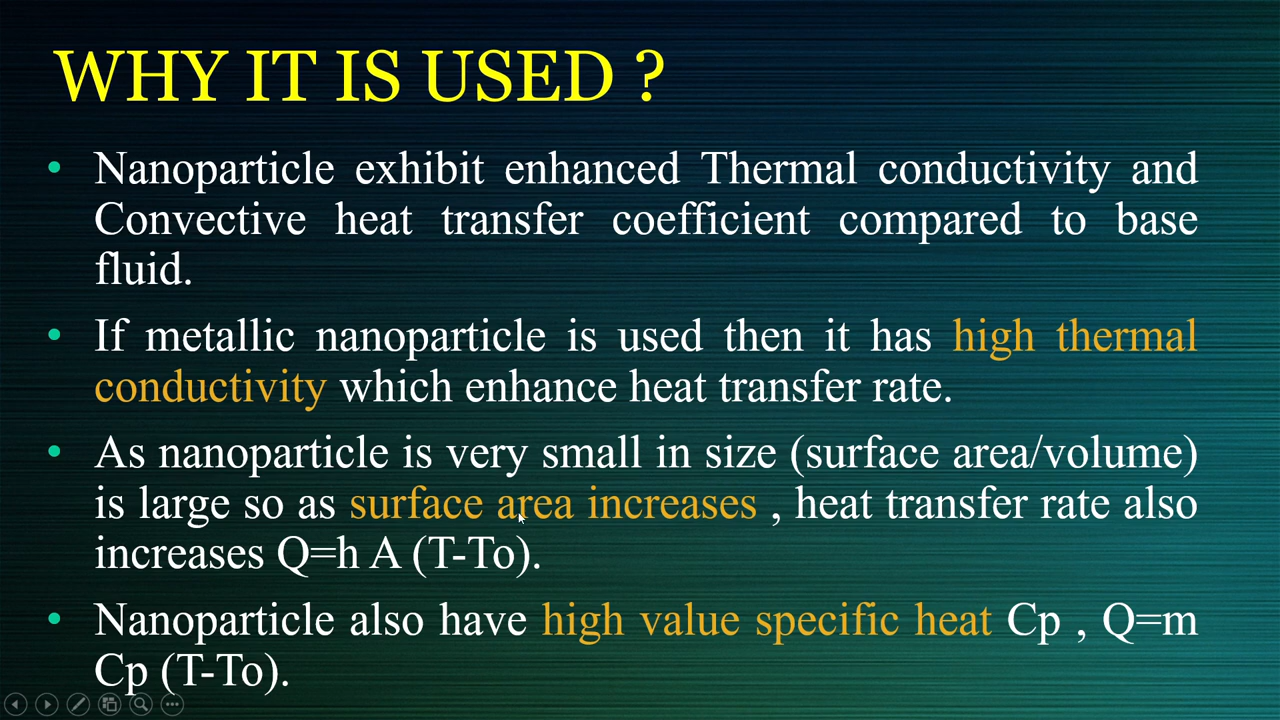 WHY IT IS USED ?
• Nanoparticle exhibit enhanced Thermal conductivity and
Convective heat transfer coefficient compared to base
fluid.
• If metallic nanoparticle is used then it has high thermal
conductivity which enhance heat transfer rate.
• As nanoparticle is very small in size (surface area/volume)
is large so as surface area increases , heat transfer rate also
increases Q=h A (T-To).
• Nanoparticle also have high value specific heat Cp , Q=m
Cp (T-To).